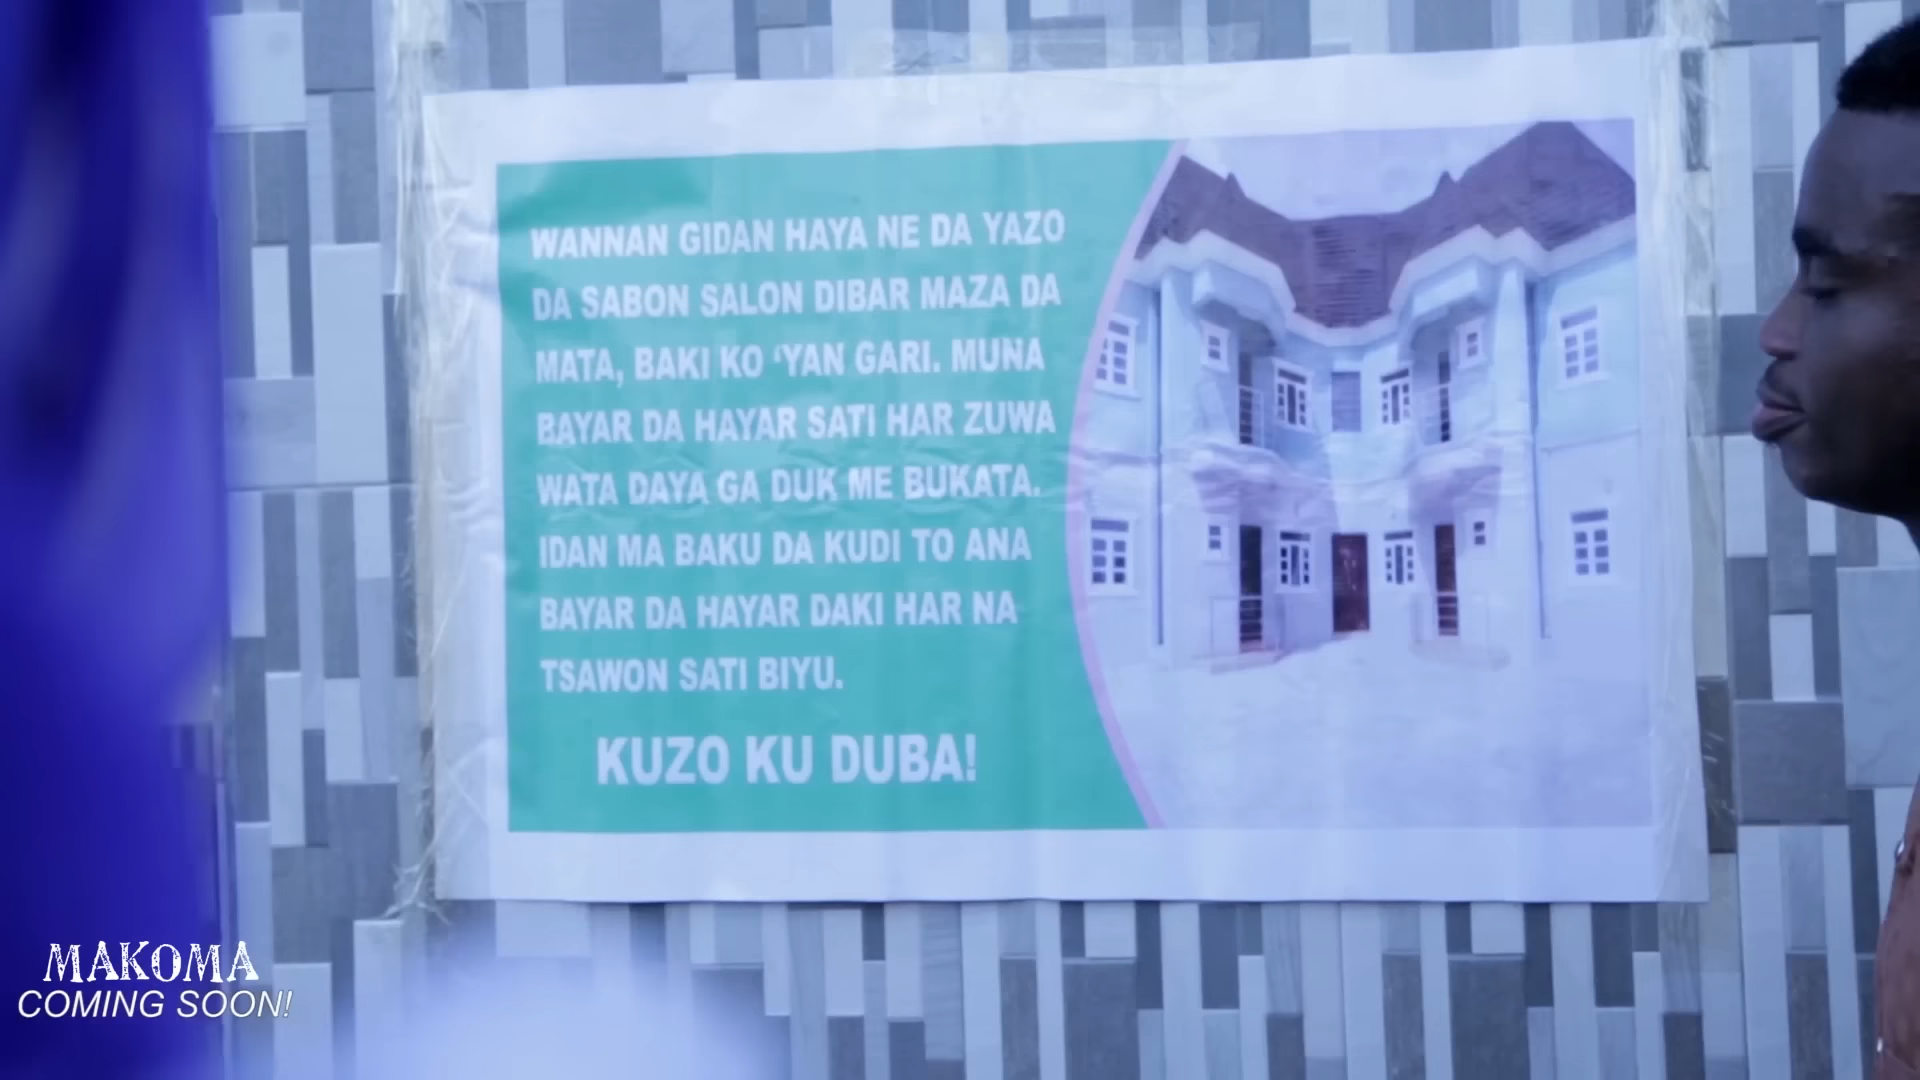 WANNAN GIDAN HAYA NE DA YAZO
DA SABON SALON DIBAR MAZA DA
MATA, BAKI KO ‘YAN GARI. MUNA
BAYAR DA HAYAR SATI HAR ZUWA
WATA DAYA GA DUK ME BUKATA.
IDAN MA BAKU DA KUDI TO ANA
BAYAR DA HAYAR DAKI HAR NA
TSAWON SATI BIYU.
KUZO KU DUBA!
MAKOMA
COMING SOON!